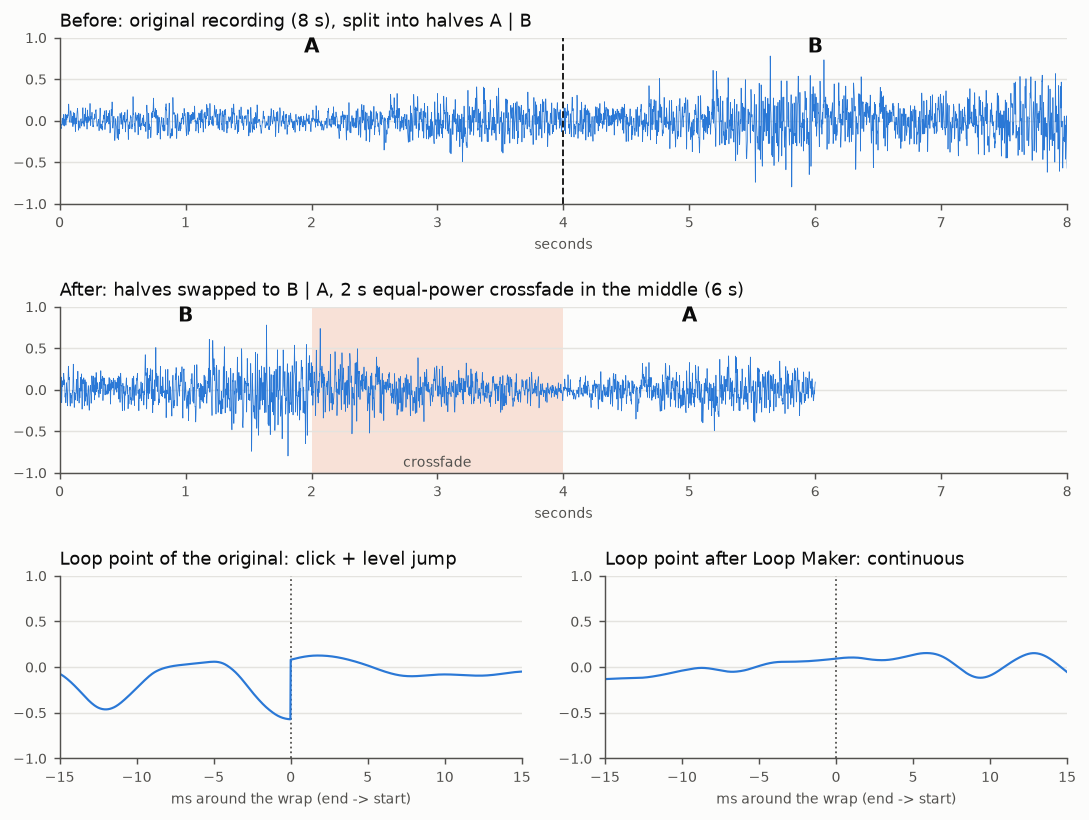 Before: original recording (8 s), split into halves A | B
1.0
A
B
0.5
0.0
−0.5
−1.0
0 1 2 3 4 5 6 7 8
seconds
After: halves swapped to B | A, 2 s equal-power crossfade in the middle (6 s)
1.0
B
A
0.5
0.0
−0.5
crossfade
−1.0
0 1 2 3 4 5 6 7 8
seconds
Loop point of the original: click + level jump
1.0
0.5
0.0
−0.5
−1.0
−15 −10 −5 0 5 10 15
ms around the wrap (end -> start)
Loop point after Loop Maker: continuous
1.0
0.5
0.0
−0.5
−1.0
−15 −10 −5 0 5 10 15
ms around the wrap (end -> start)